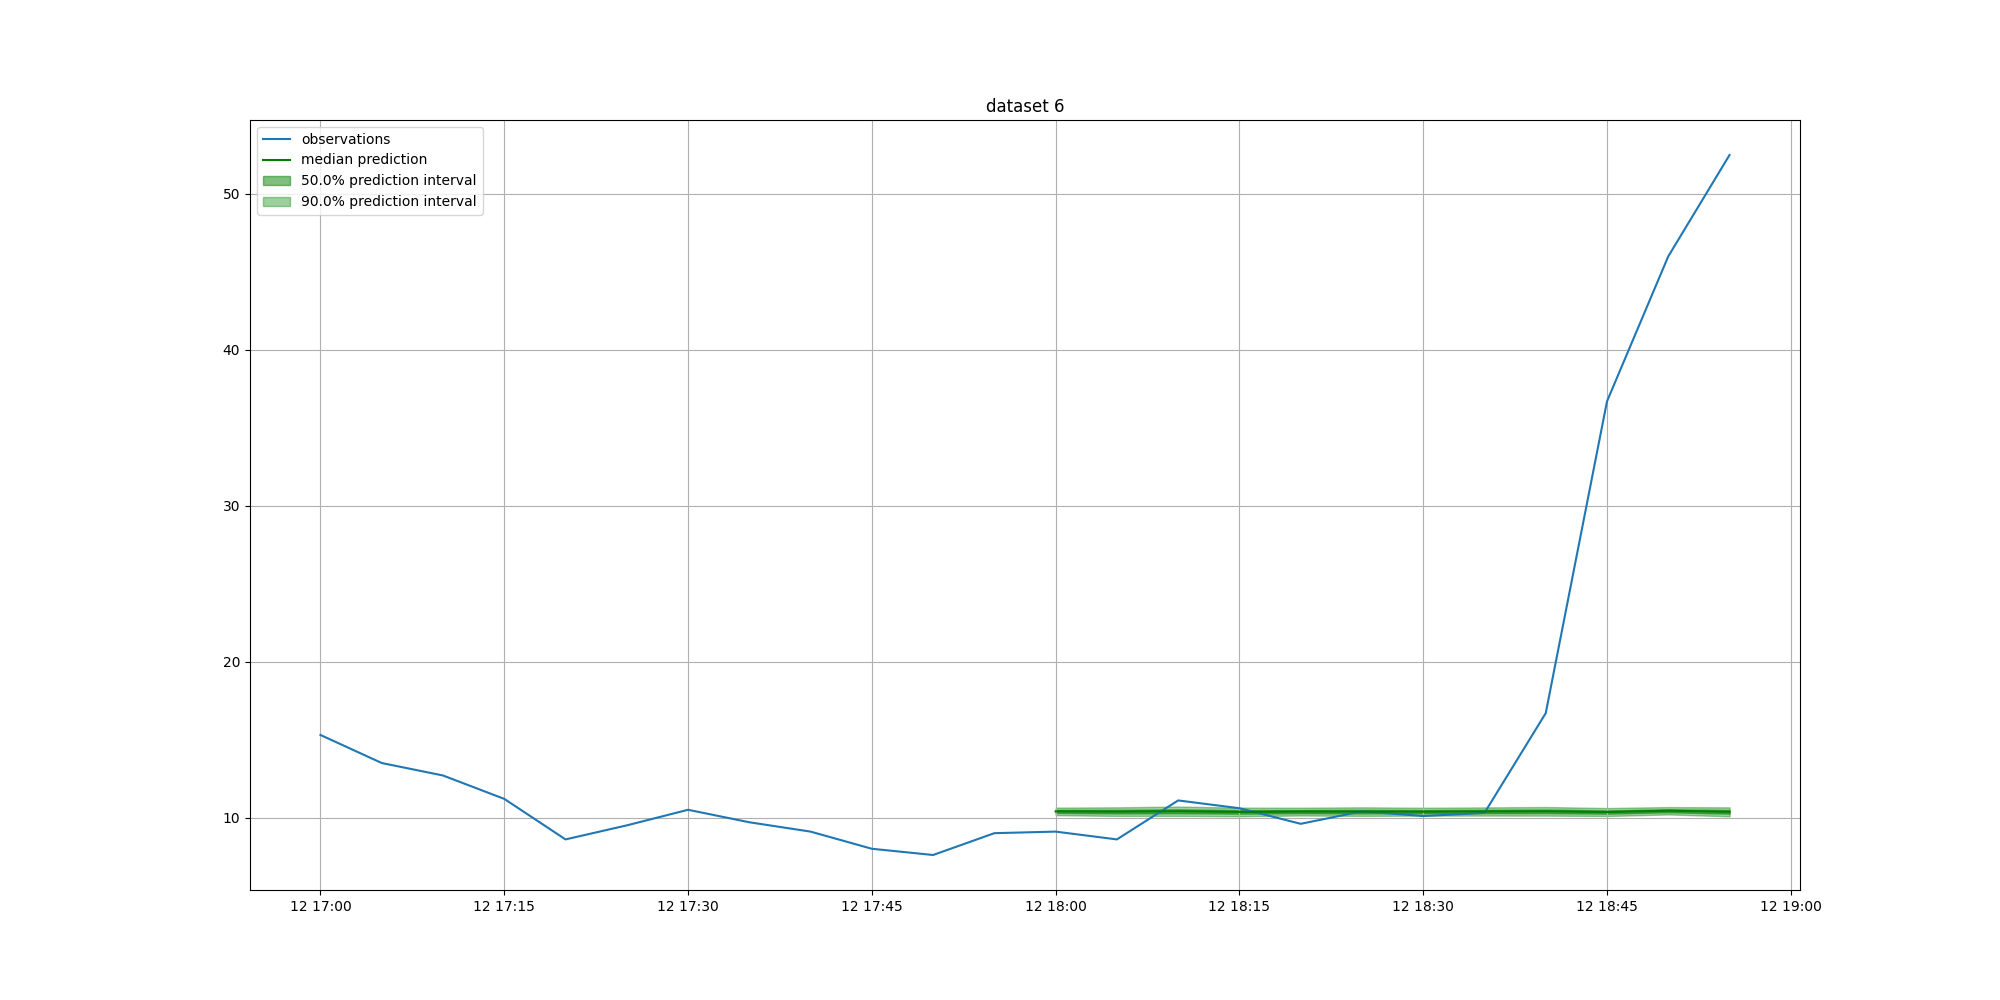 dataset 6
observations
median prediction
50.0% prediction interval
90.0% prediction interval
50
40
30
20
10
12 17:00 12 17:15 12 17:30 12 17:45 12 18:00 12 18:15 12 18:30 12 18:45 12 19:00